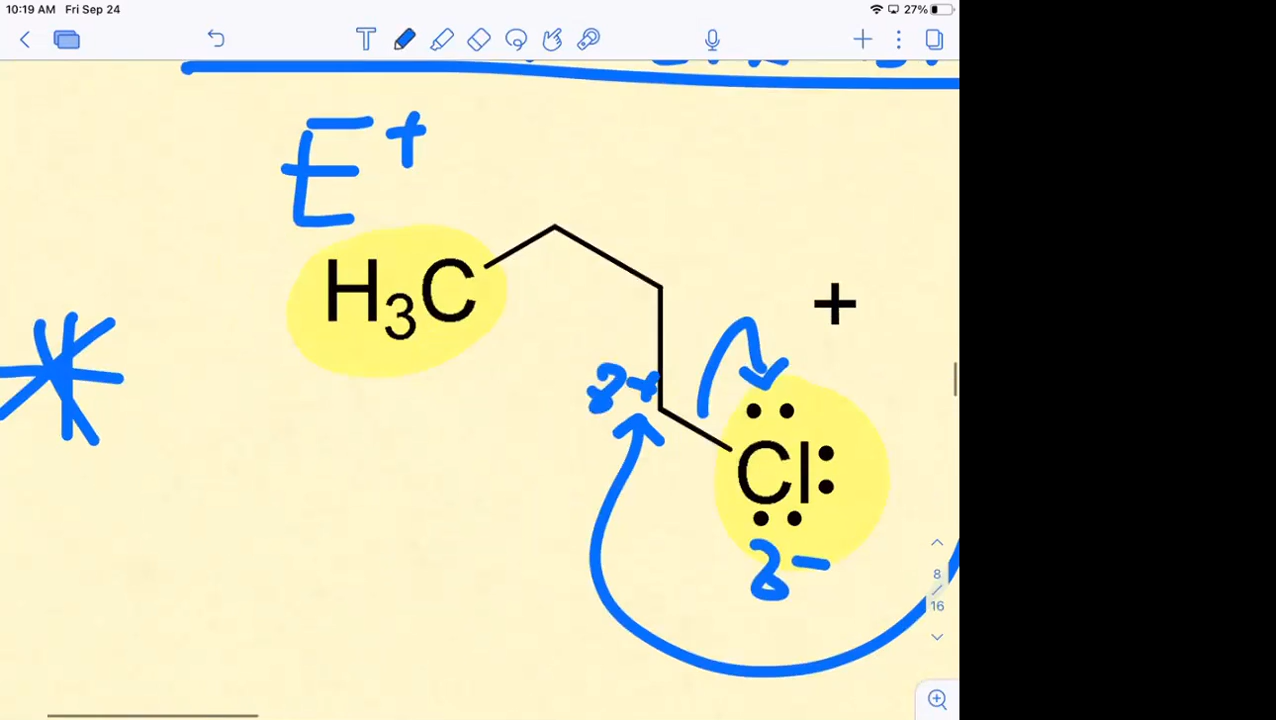 10:19 AM Fri Sep 24
27%
T
E+
H3C
+
δ+
Cl
δ−
8
16